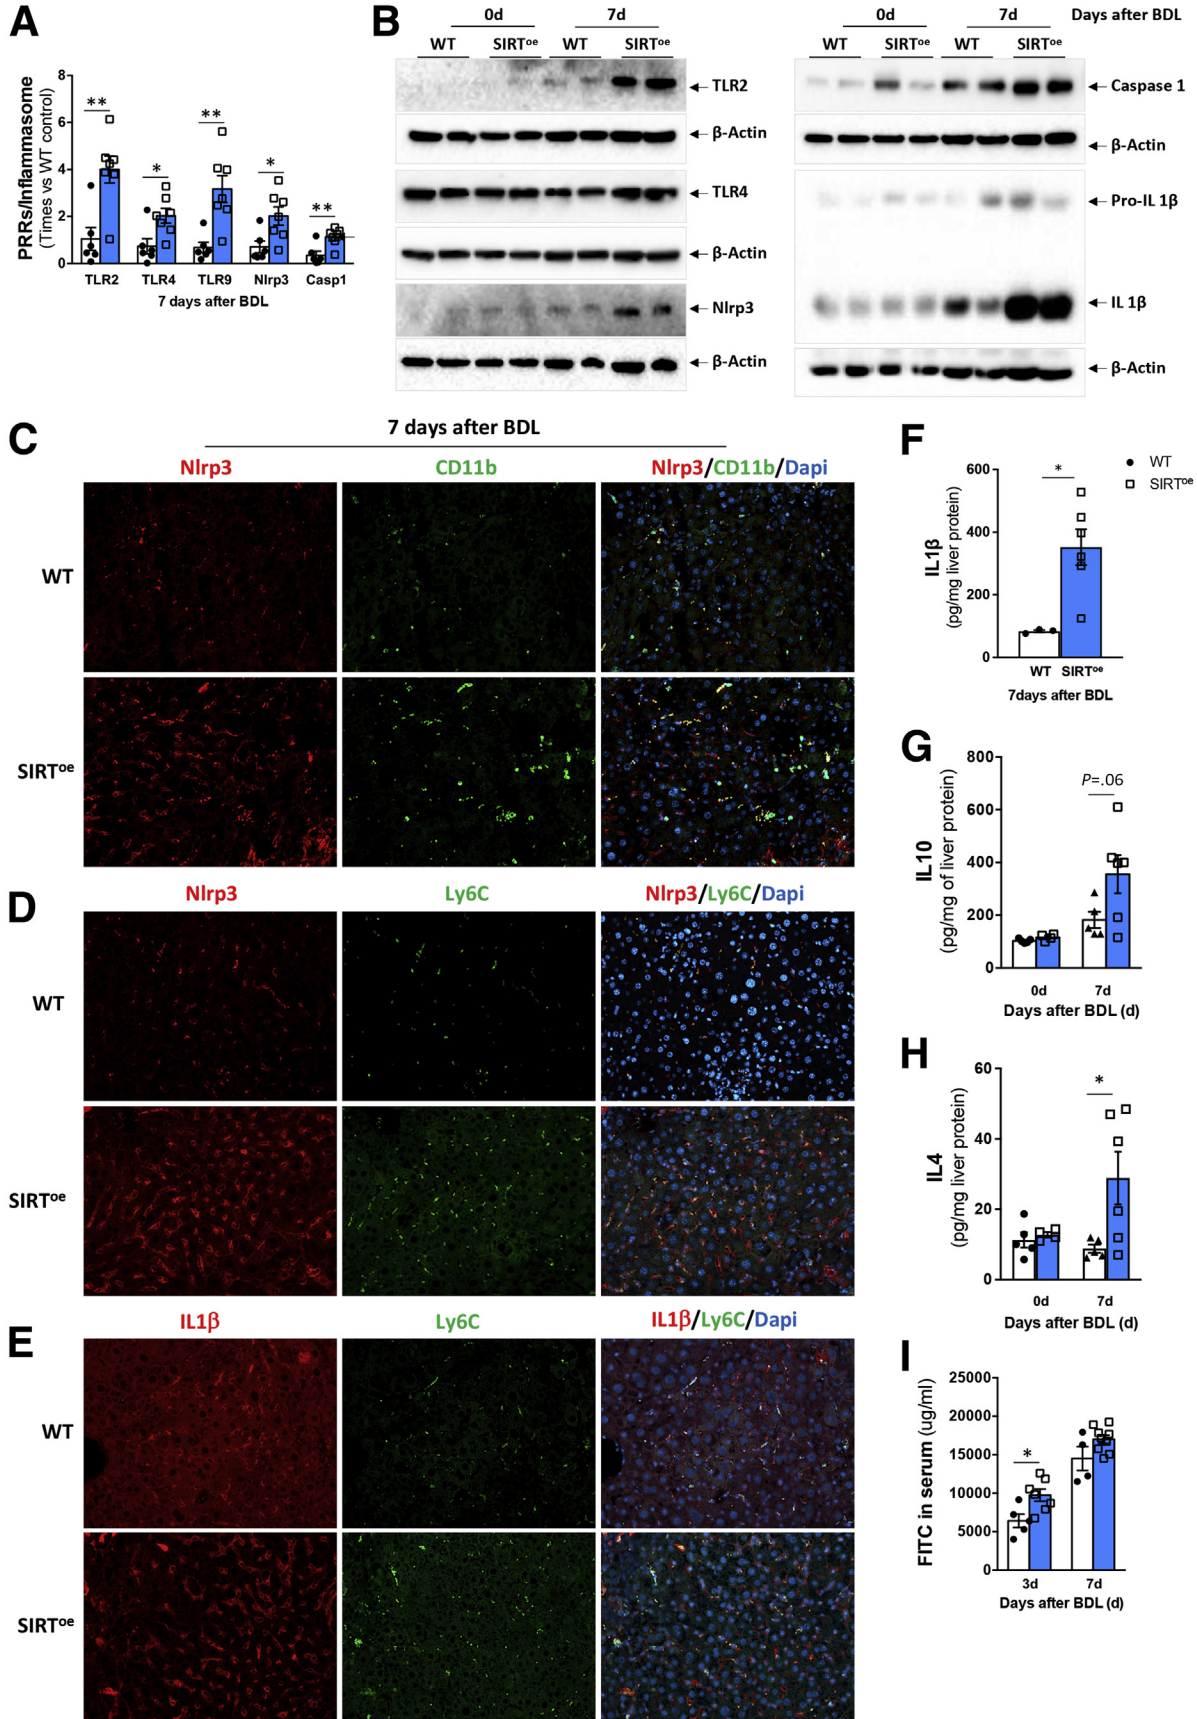 A
PRRs/Inflammasome
(Times vs WT control)
8
6
4
2
0
**
*
**
*
**
TLR2 TLR4 TLR9 Nlrp3 Casp1
7 days after BDL
B
0d 7d
WT SIRToe WT SIRToe
TLR2
β-Actin
TLR4
β-Actin
Nlrp3
β-Actin
0d 7d Days after BDL
WT SIRToe WT SIRToe
Caspase 1
β-Actin
Pro-IL 1β
IL 1β
β-Actin
C
7 days after BDL
Nlrp3 CD11b Nlrp3/CD11b/Dapi
WT
SIRToe
D
Nlrp3 Ly6C Nlrp3/Ly6C/Dapi
WT
SIRToe
E
IL1β Ly6C IL1β/Ly6C/Dapi
WT
SIRToe
F
IL1β
(pg/mg liver protein)
600
400
200
0
*
WT SIRToe
7days after BDL
WT
SIRToe
G
IL10
(pg/mg of liver protein)
800
600
400
200
0
P=.06
0d 7d
Days after BDL (d)
H
IL4
(pg/mg liver protein)
60
40
20
0
*
0d 7d
Days after BDL (d)
I
FITC in serum (ug/ml)
25000
20000
15000
10000
5000
0
*
3d 7d
Days after BDL (d)